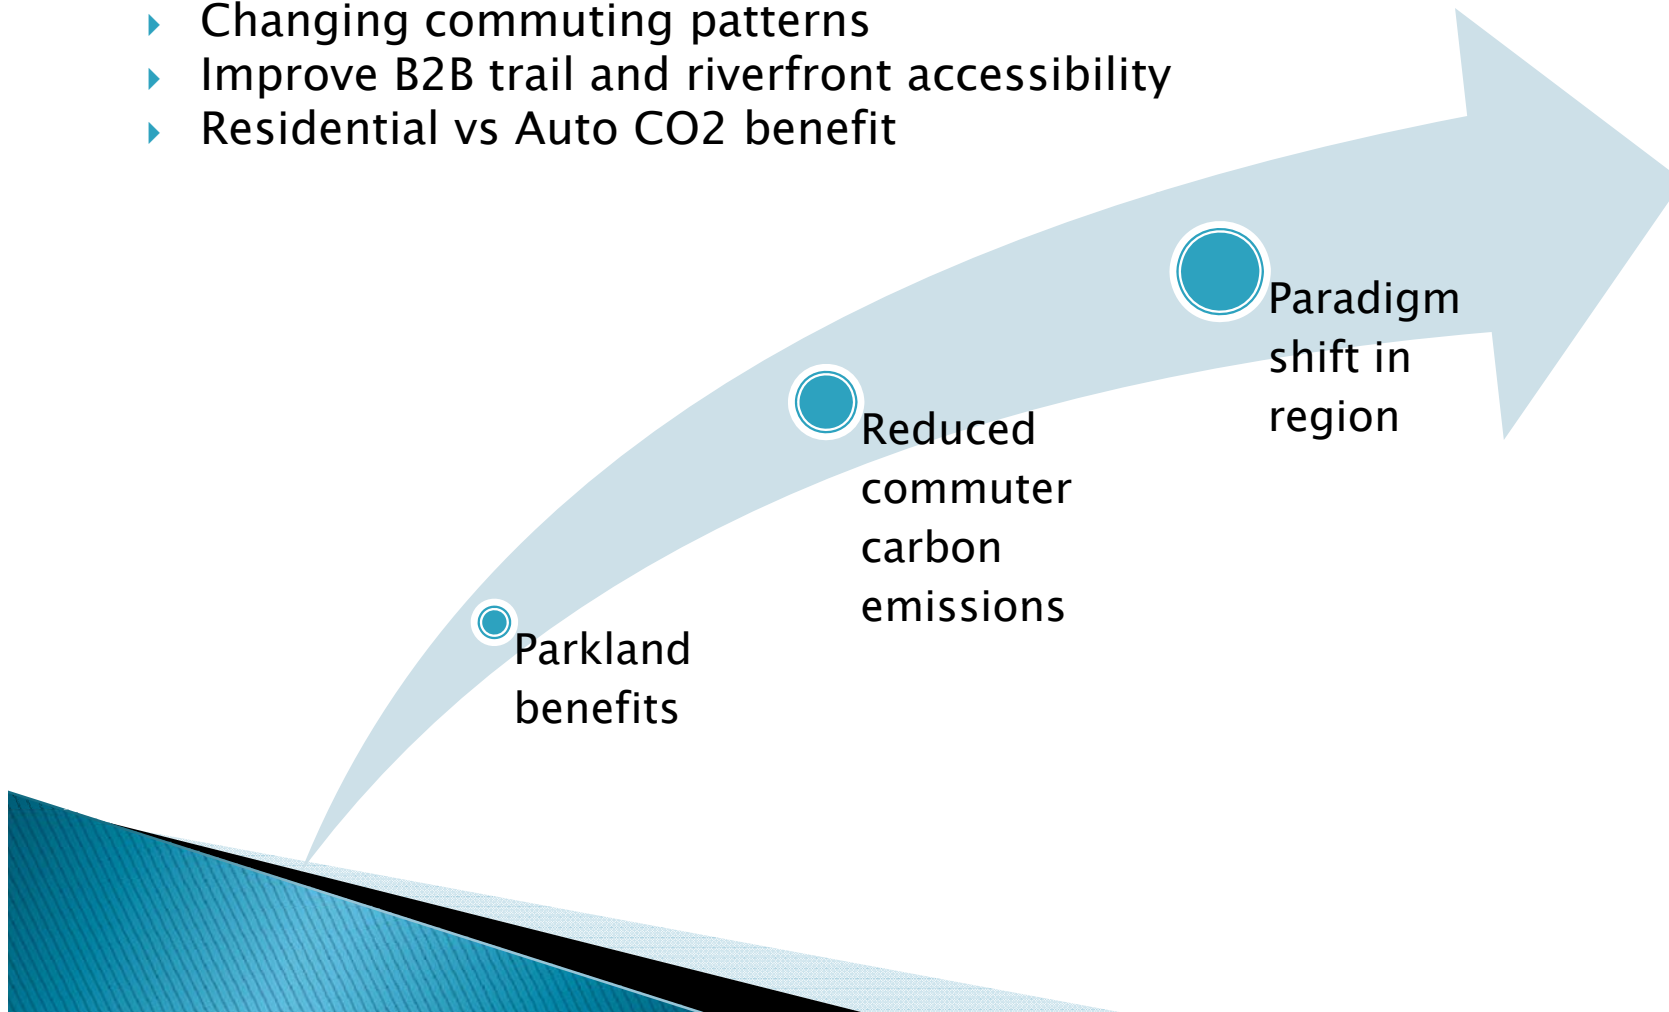 Changing commuting patterns
Improve B2B trail and riverfront accessibility
Residential vs Auto CO2 benefit
Paradigm
shift in
region
Reduced
commuter
carbon
emissions
Parkland
benefits